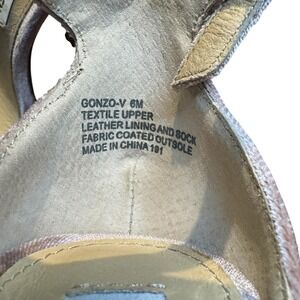 GONZO-V 6M
TEXTILE UPPER
LEATHER LINING AND SOCK
FABRIC COATED OUTSOLE
MADE IN CHINA 191